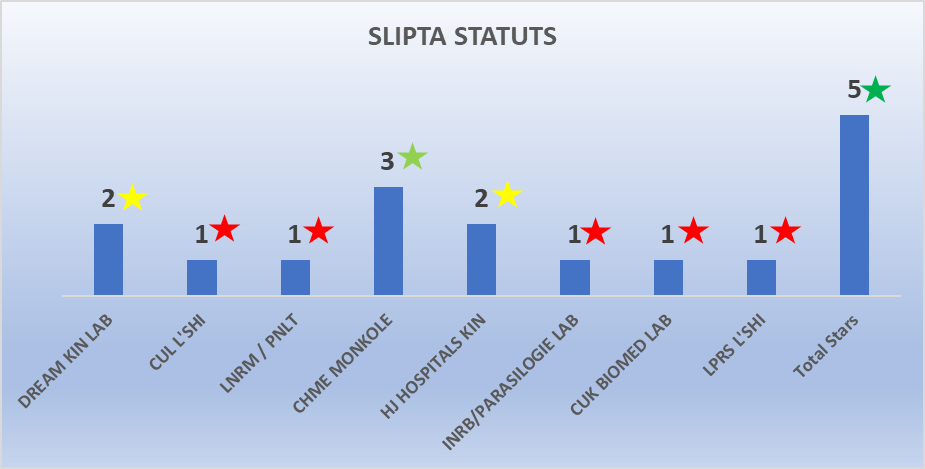 SLIPTA STATUTS
5
3
2
2
1
1
1
1
1
DREAM KIN LAB
CUL L'SHI
LNRM / PNLT
CHME MONKOLE
HJ HOSPITALS KIN
INRB/PARASILOGIE LAB
CUK BIOMED LAB
LPRS L'SHI
Total Stars